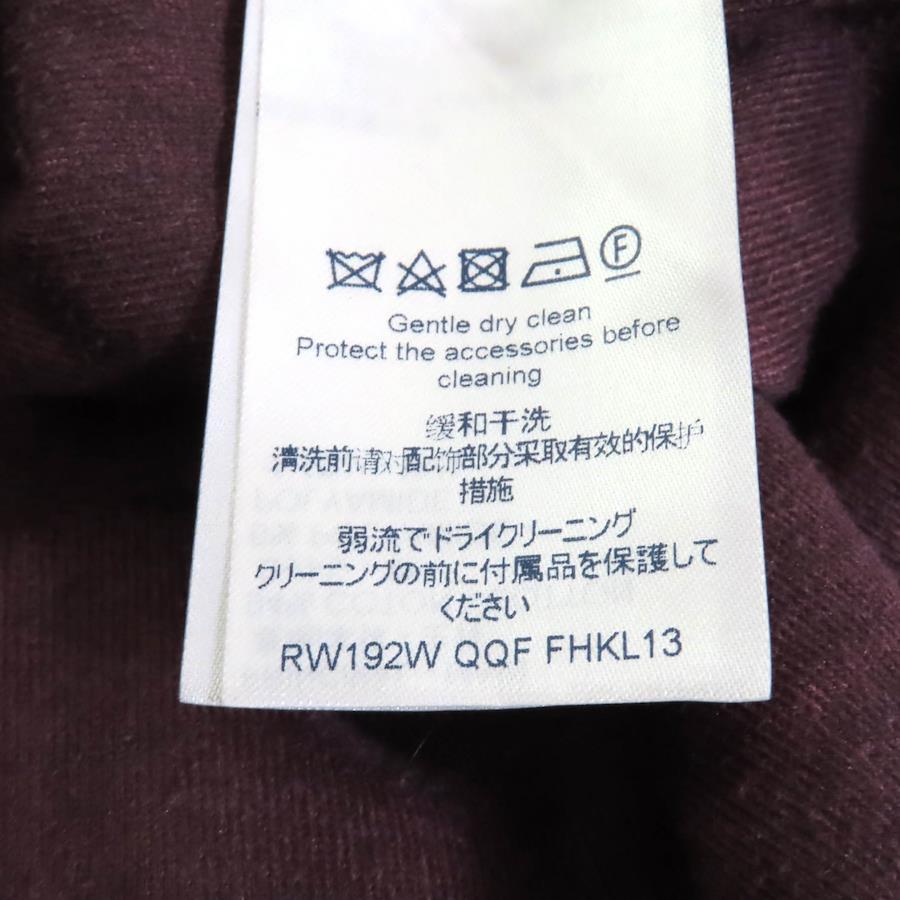 F
Gentle dry clean
Protect the accessories before
cleaning
缓和干洗
清洗前请对配饰部分采取有效的保护
措施
弱流でドライクリーニング
クリーニングの前に付属品を保護して
ください
RW192W QQF FHKL13